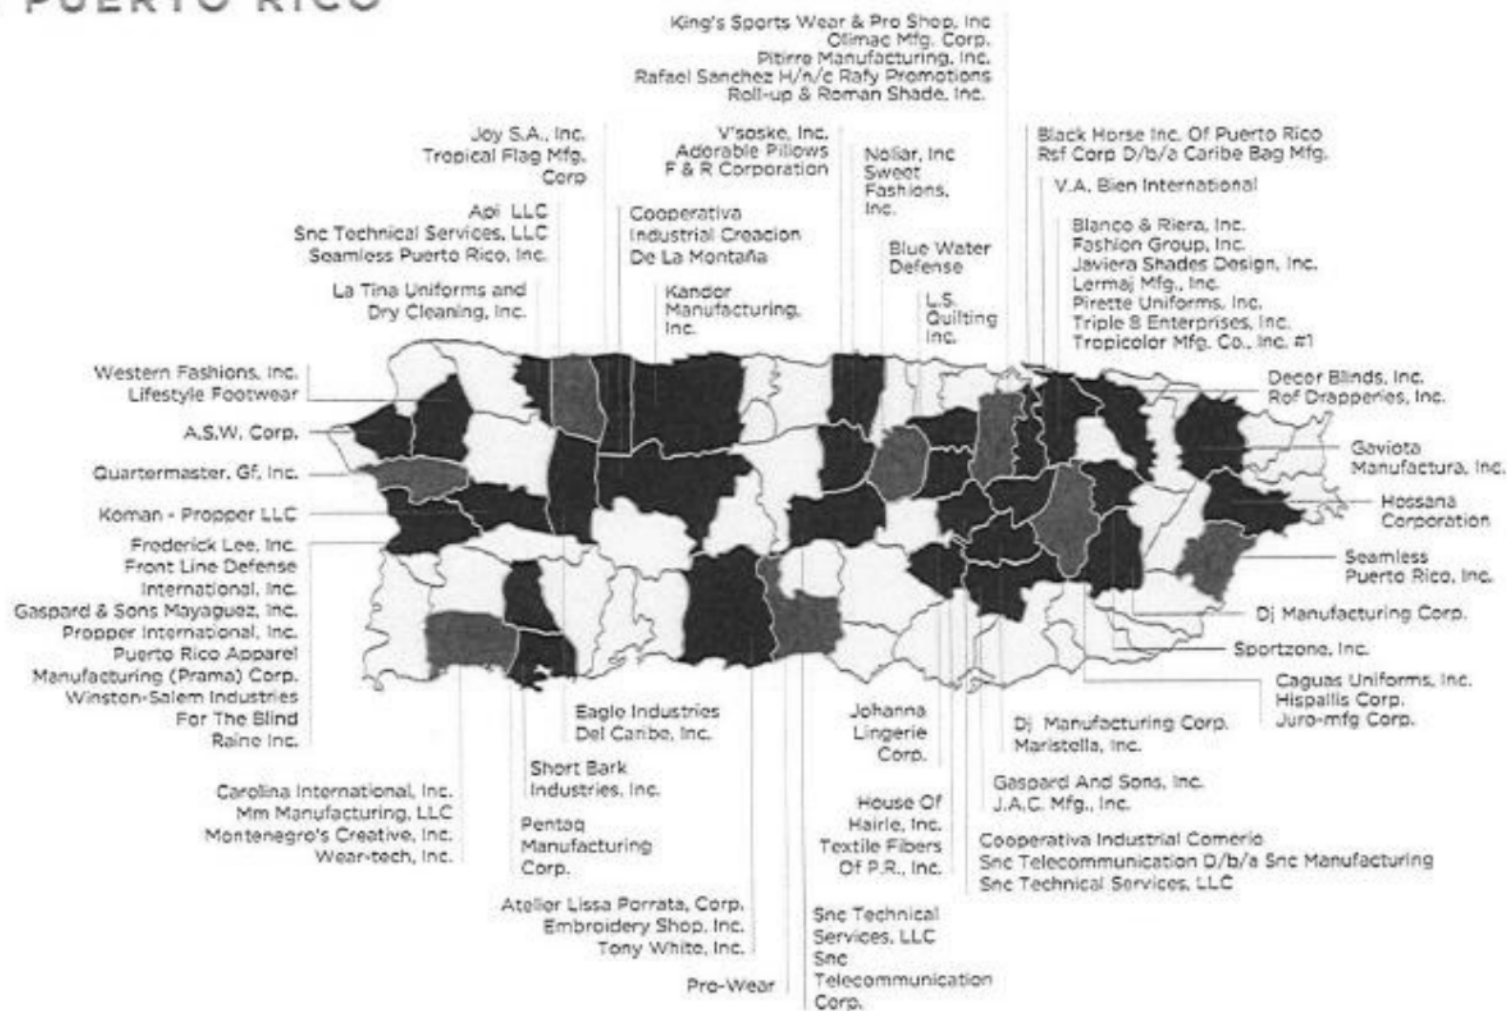 PUERTO RICO
King's Sports Wear & Pro Shop, Inc
Olimac Mfg. Corp.
Pitirre Manufacturing, Inc.
Rafael Sanchez H/n/c Rafy Promotions
Roll-up & Roman Shade, Inc.
Joy S.A., Inc.
Tropical Flag Mfg.
Corp
V'soske, Inc.
Adorable Pillows
F & R Corporation
Noliar, Inc
Sweet
Fashions,
Inc.
Black Horse Inc. Of Puerto Rico
Rsf Corp D/b/a Caribe Bag Mfg.
V.A. Bien International
Api LLC
Snc Technical Services, LLC
Seamless Puerto Rico, Inc.
Cooperativa
Industrial Creacion
De La Montaña
Blue Water
Defense
Blanco & Riera, Inc.
Fashion Group, Inc.
Javiera Shades Design, Inc.
Lermaj Mfg., Inc.
Pirette Uniforms, Inc.
Triple S Enterprises, Inc.
Tropicolor Mfg. Co., Inc. #1
La Tina Uniforms and
Dry Cleaning, Inc.
Kandor
Manufacturing,
Inc.
L.S.
Quilting
Inc.
Western Fashions, Inc.
Lifestyle Footwear
Decor Blinds, Inc.
Rof Drapperies, Inc.
A.S.W. Corp.
Gaviota
Manufactura, Inc.
Quartermaster, Gf, Inc.
Hossana
Corporation
Koman - Propper LLC
Frederick Lee, Inc.
Front Line Defense
International, Inc.
Gaspard & Sons Mayaguez, Inc.
Propper International, Inc.
Puerto Rico Apparel
Manufacturing (Prama) Corp.
Winston-Salem Industries
For The Blind
Raine Inc.
Seamless
Puerto Rico, Inc.
Dj Manufacturing Corp.
Sportzone, Inc.
Caguas Uniforms, Inc.
Hispallis Corp.
Juro-mfg Corp.
Eagle Industries
Del Caribe, Inc.
Johanna
Lingerie
Corp.
Dj Manufacturing Corp.
Maristella, Inc.
Short Bark
Industries, Inc.
Gaspard And Sons, Inc.
J.A.C. Mfg., Inc.
Carolina International, Inc.
Mm Manufacturing, LLC
Montenegro's Creative, Inc.
Wear-tech, Inc.
Pentaq
Manufacturing
Corp.
House Of
Hairle, Inc.
Textile Fibers
Of P.R., Inc.
Cooperativa Industrial Comerio
Snc Telecommunication D/b/a Snc Manufacturing
Snc Technical Services, LLC
Atelier Lissa Porrata, Corp.
Embroidery Shop, Inc.
Tony White, Inc.
Snc Technical
Services, LLC
Snc
Telecommunication
Corp.
Pro-Wear